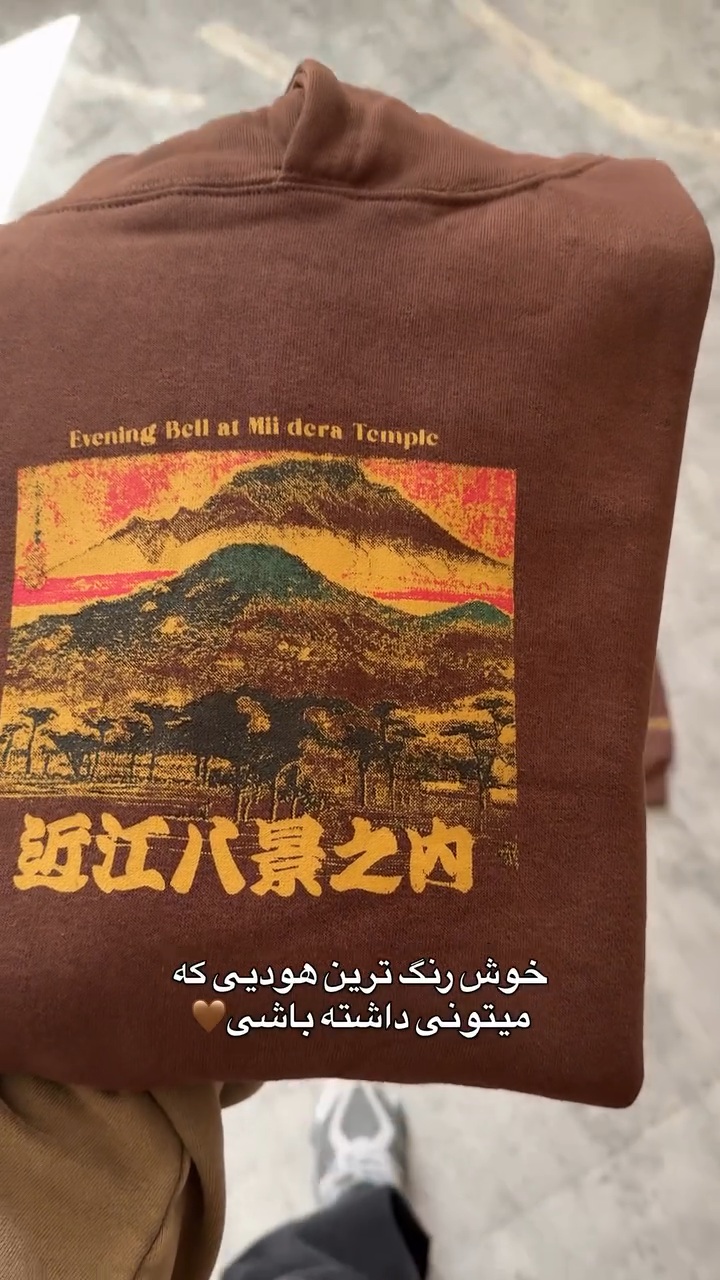 Evening Bell at Mii dera Temple
近江八景之内
خوش رنگ ترین هودیی که
میتونی داشته باشی🤎